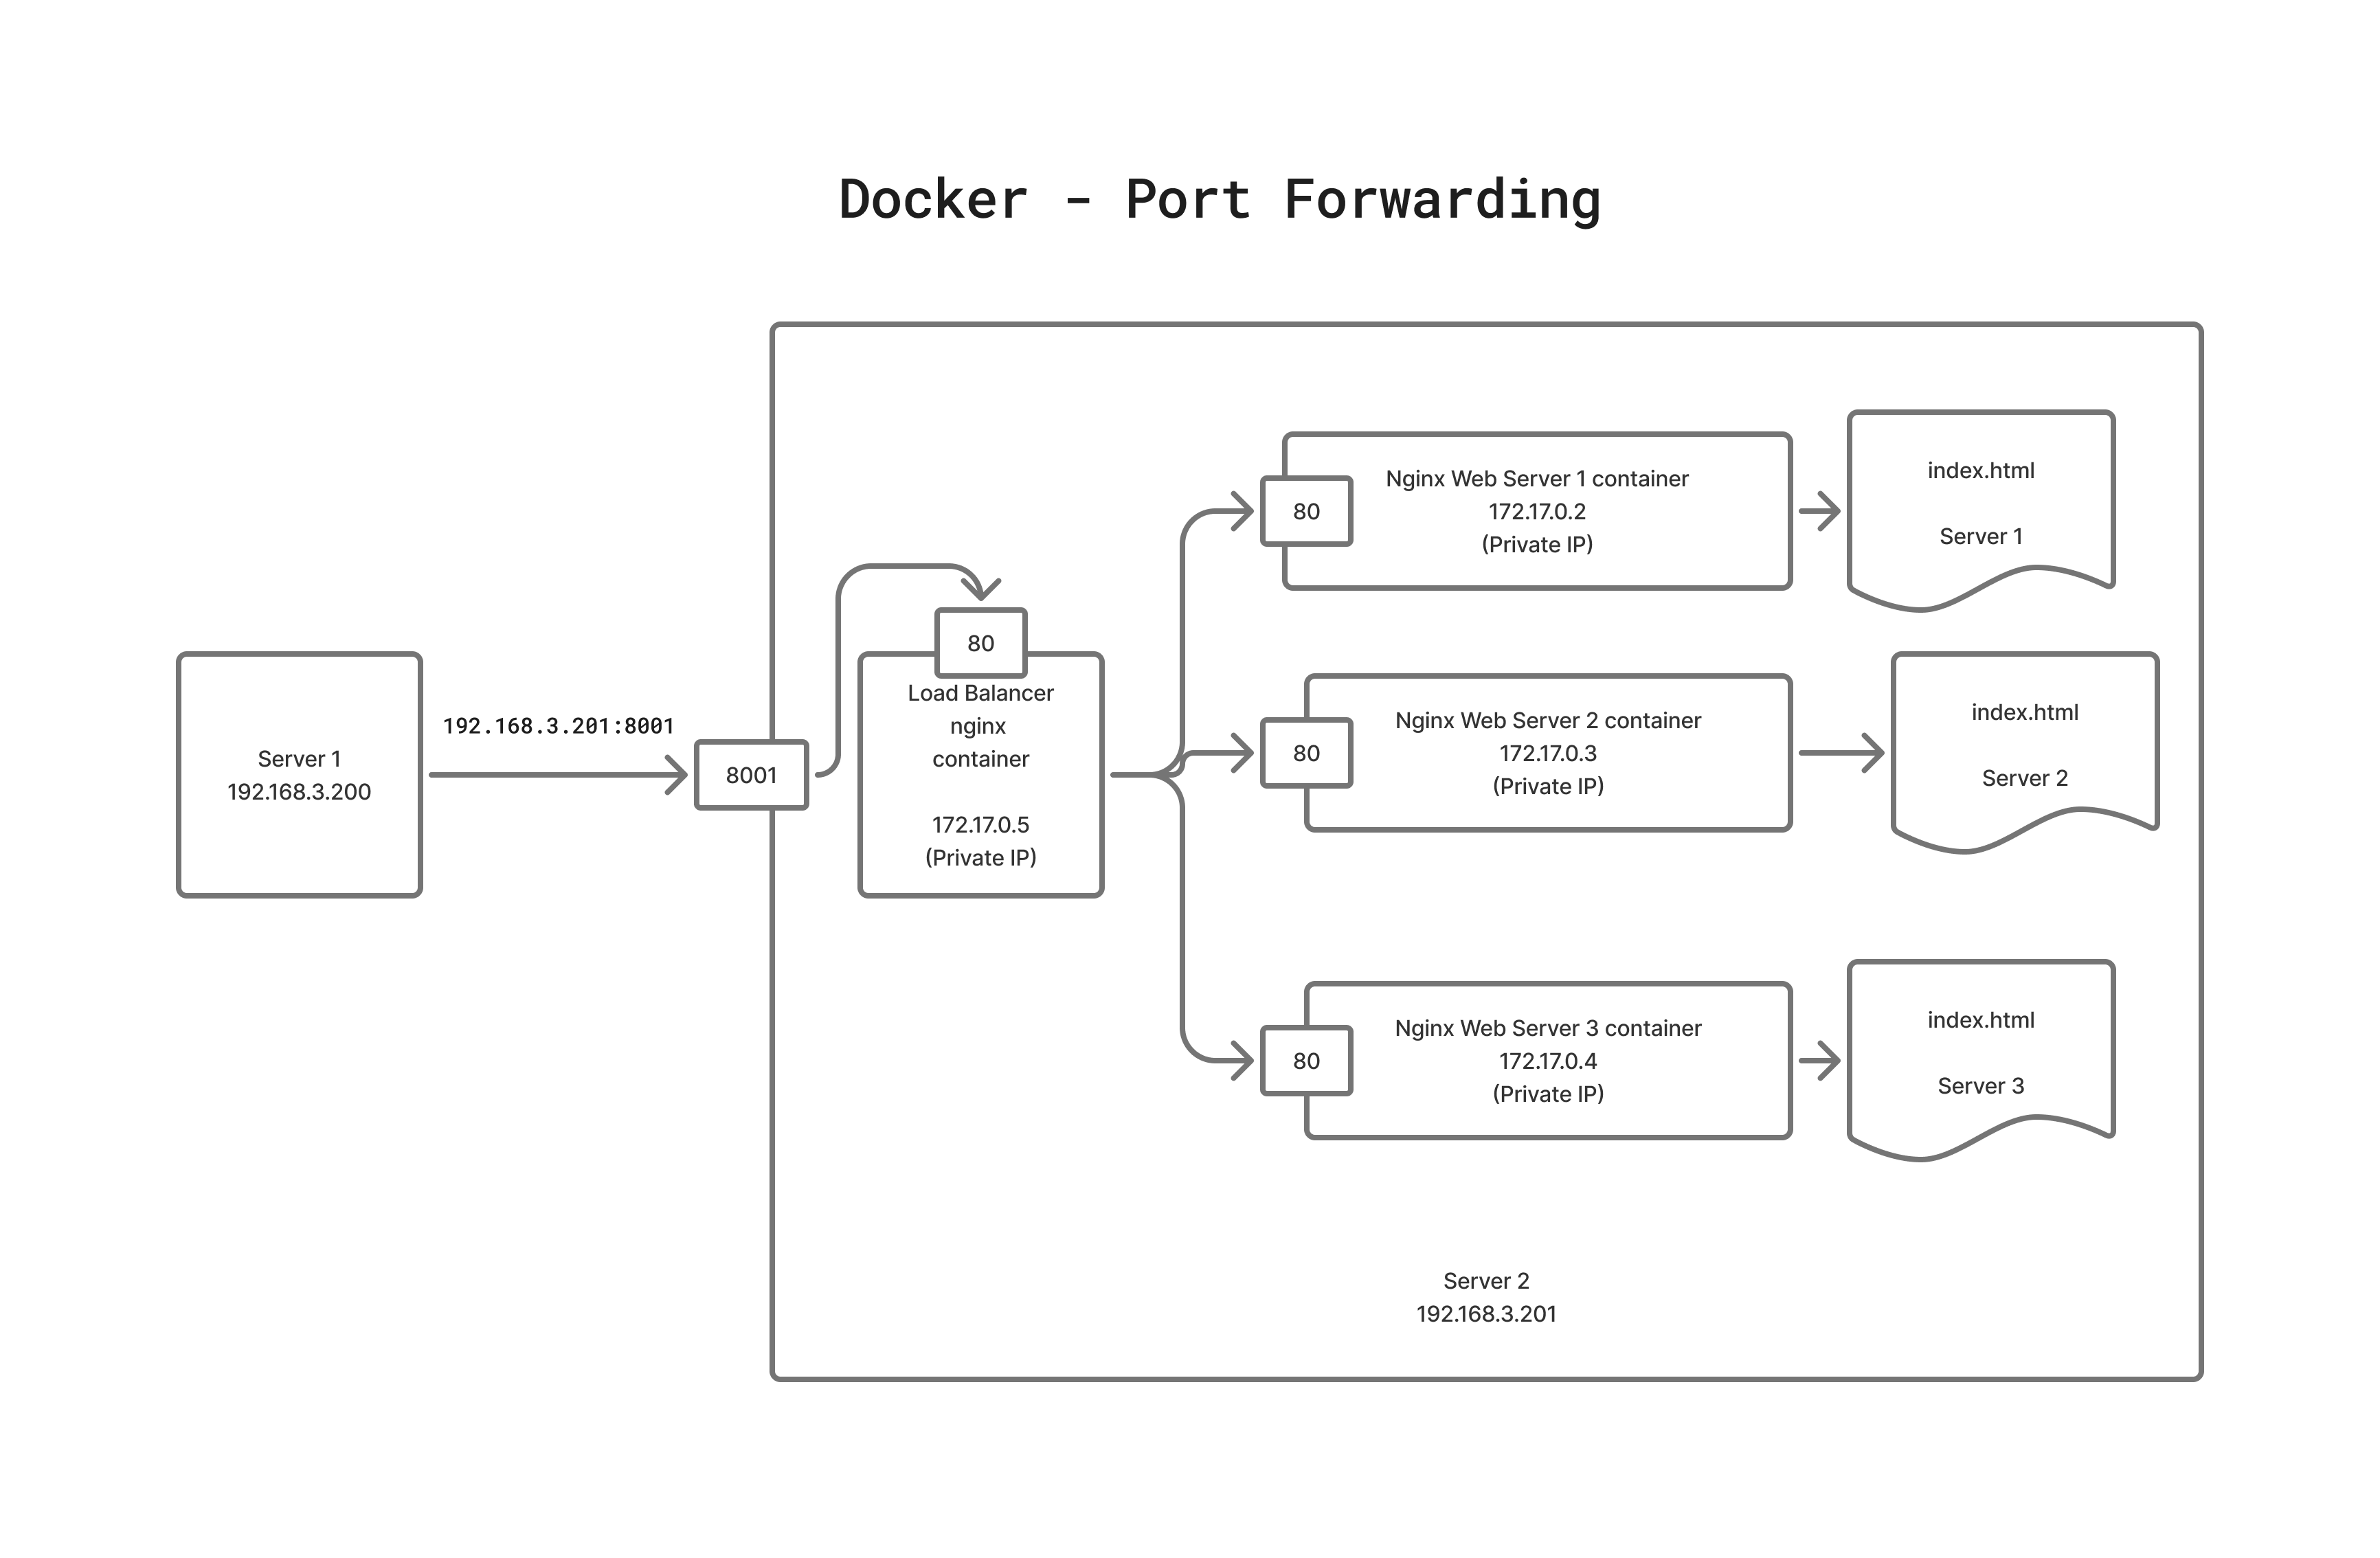 Docker - Port Forwarding
Server 1
192.168.3.200
192.168.3.201:8001
8001
80
Load Balancer
nginx
container
172.17.0.5
(Private IP)
80
Nginx Web Server 1 container
172.17.0.2
(Private IP)
index.html
Server 1
80
Nginx Web Server 2 container
172.17.0.3
(Private IP)
index.html
Server 2
80
Nginx Web Server 3 container
172.17.0.4
(Private IP)
index.html
Server 3
Server 2
192.168.3.201